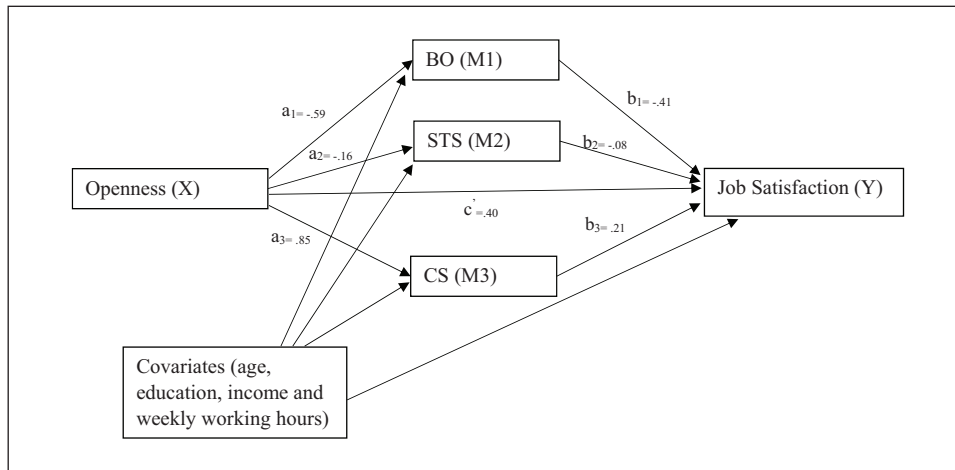 BO (M1)
b1= -.41
a1= -.59
STS (M2)
b2= -.08
a2= -.16
Openness (X)
Job Satisfaction (Y)
c'=.40
a3= .85
b3= .21
CS (M3)
Covariates (age,
education, income and
weekly working hours)